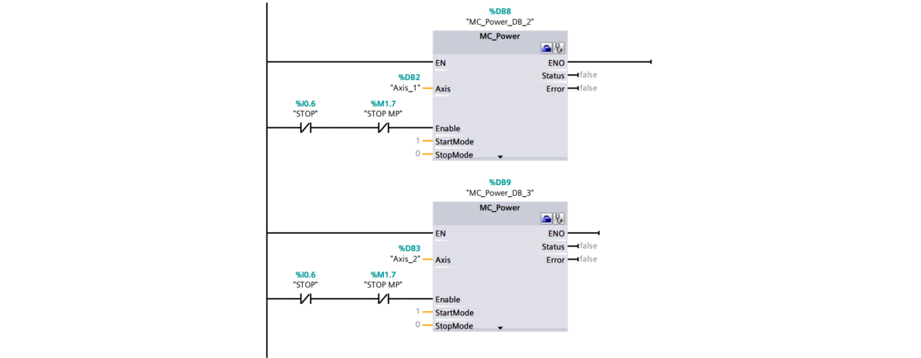 %DB8
"MC_Power_DB_2"
MC_Power
EN ENO
Status false
%DB2
"Axis_1" Axis Error false
%I0.6 %M1.7
"STOP" "STOP MP"
Enable
1 StartMode
0 StopMode
%DB9
"MC_Power_DB_3"
MC_Power
EN ENO
Status false
%DB3
"Axis_2" Axis Error false
%I0.6 %M1.7
"STOP" "STOP MP"
Enable
1 StartMode
0 StopMode